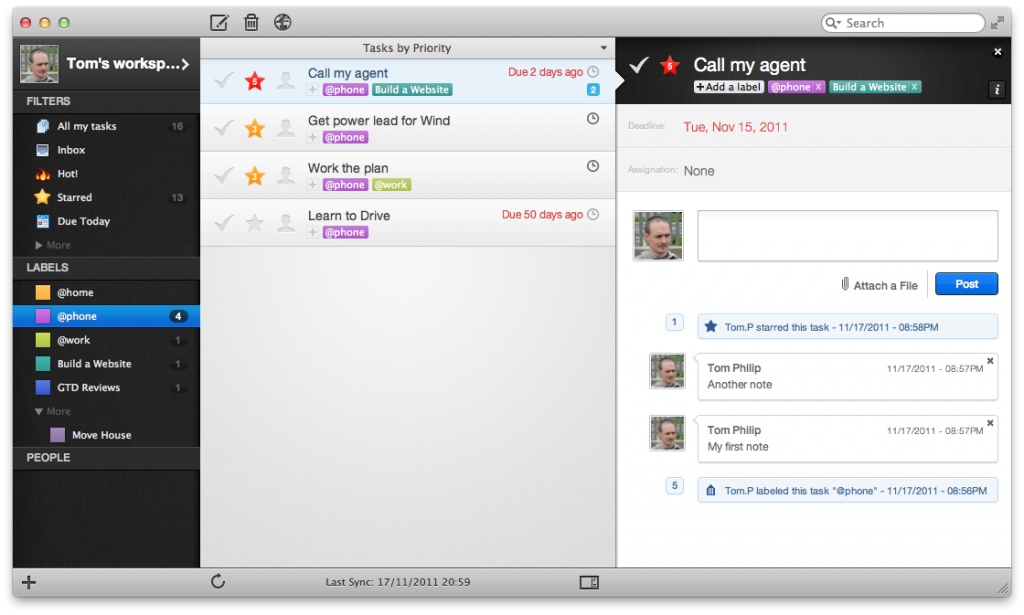 Search
Tom's worksp...
FILTERS
All my tasks 16
Inbox
Hot!
Starred 13
Due Today
More
LABELS
@home
@phone 4
@work 1
Build a Website 1
GTD Reviews 1
More
Move House
PEOPLE
Tasks by Priority
5 Call my agent Due 2 days ago
+ @phone Build a Website 2
3 Get power lead for Wind
+ @phone
3 Work the plan
+ @phone @work
Learn to Drive Due 50 days ago
+ @phone
Last Sync: 17/11/2011 20:59
5 Call my agent x
+Add a label @phone x Build a Website x i
Deadline: Tue, Nov 15, 2011
Assignation: None
Attach a File Post
1 Tom.P starred this task - 11/17/2011 - 08:58PM
Tom Philip 11/17/2011 - 08:57PM x
Another note
Tom Philip 11/17/2011 - 08:57PM x
My first note
5 Tom.P labeled this task "@phone" - 11/17/2011 - 08:56PM